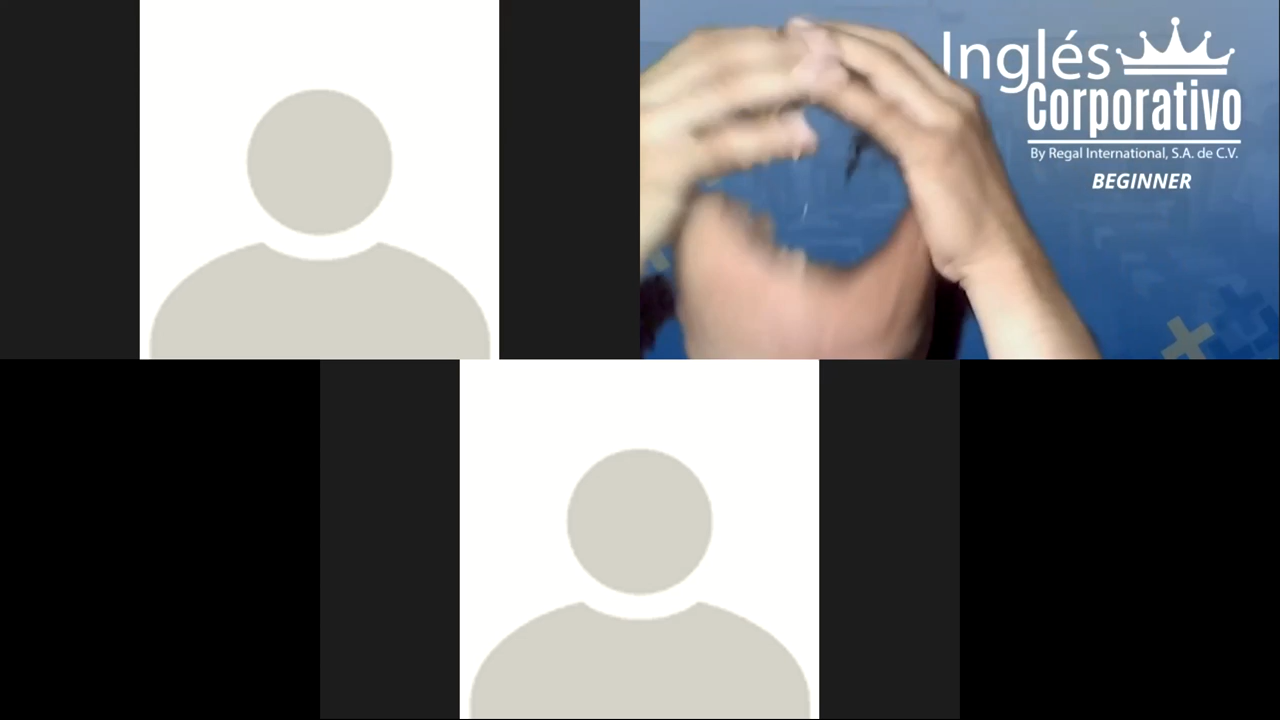 Inglés
Corporativo
By Regal International, S.A. de C.V.
BEGINNER